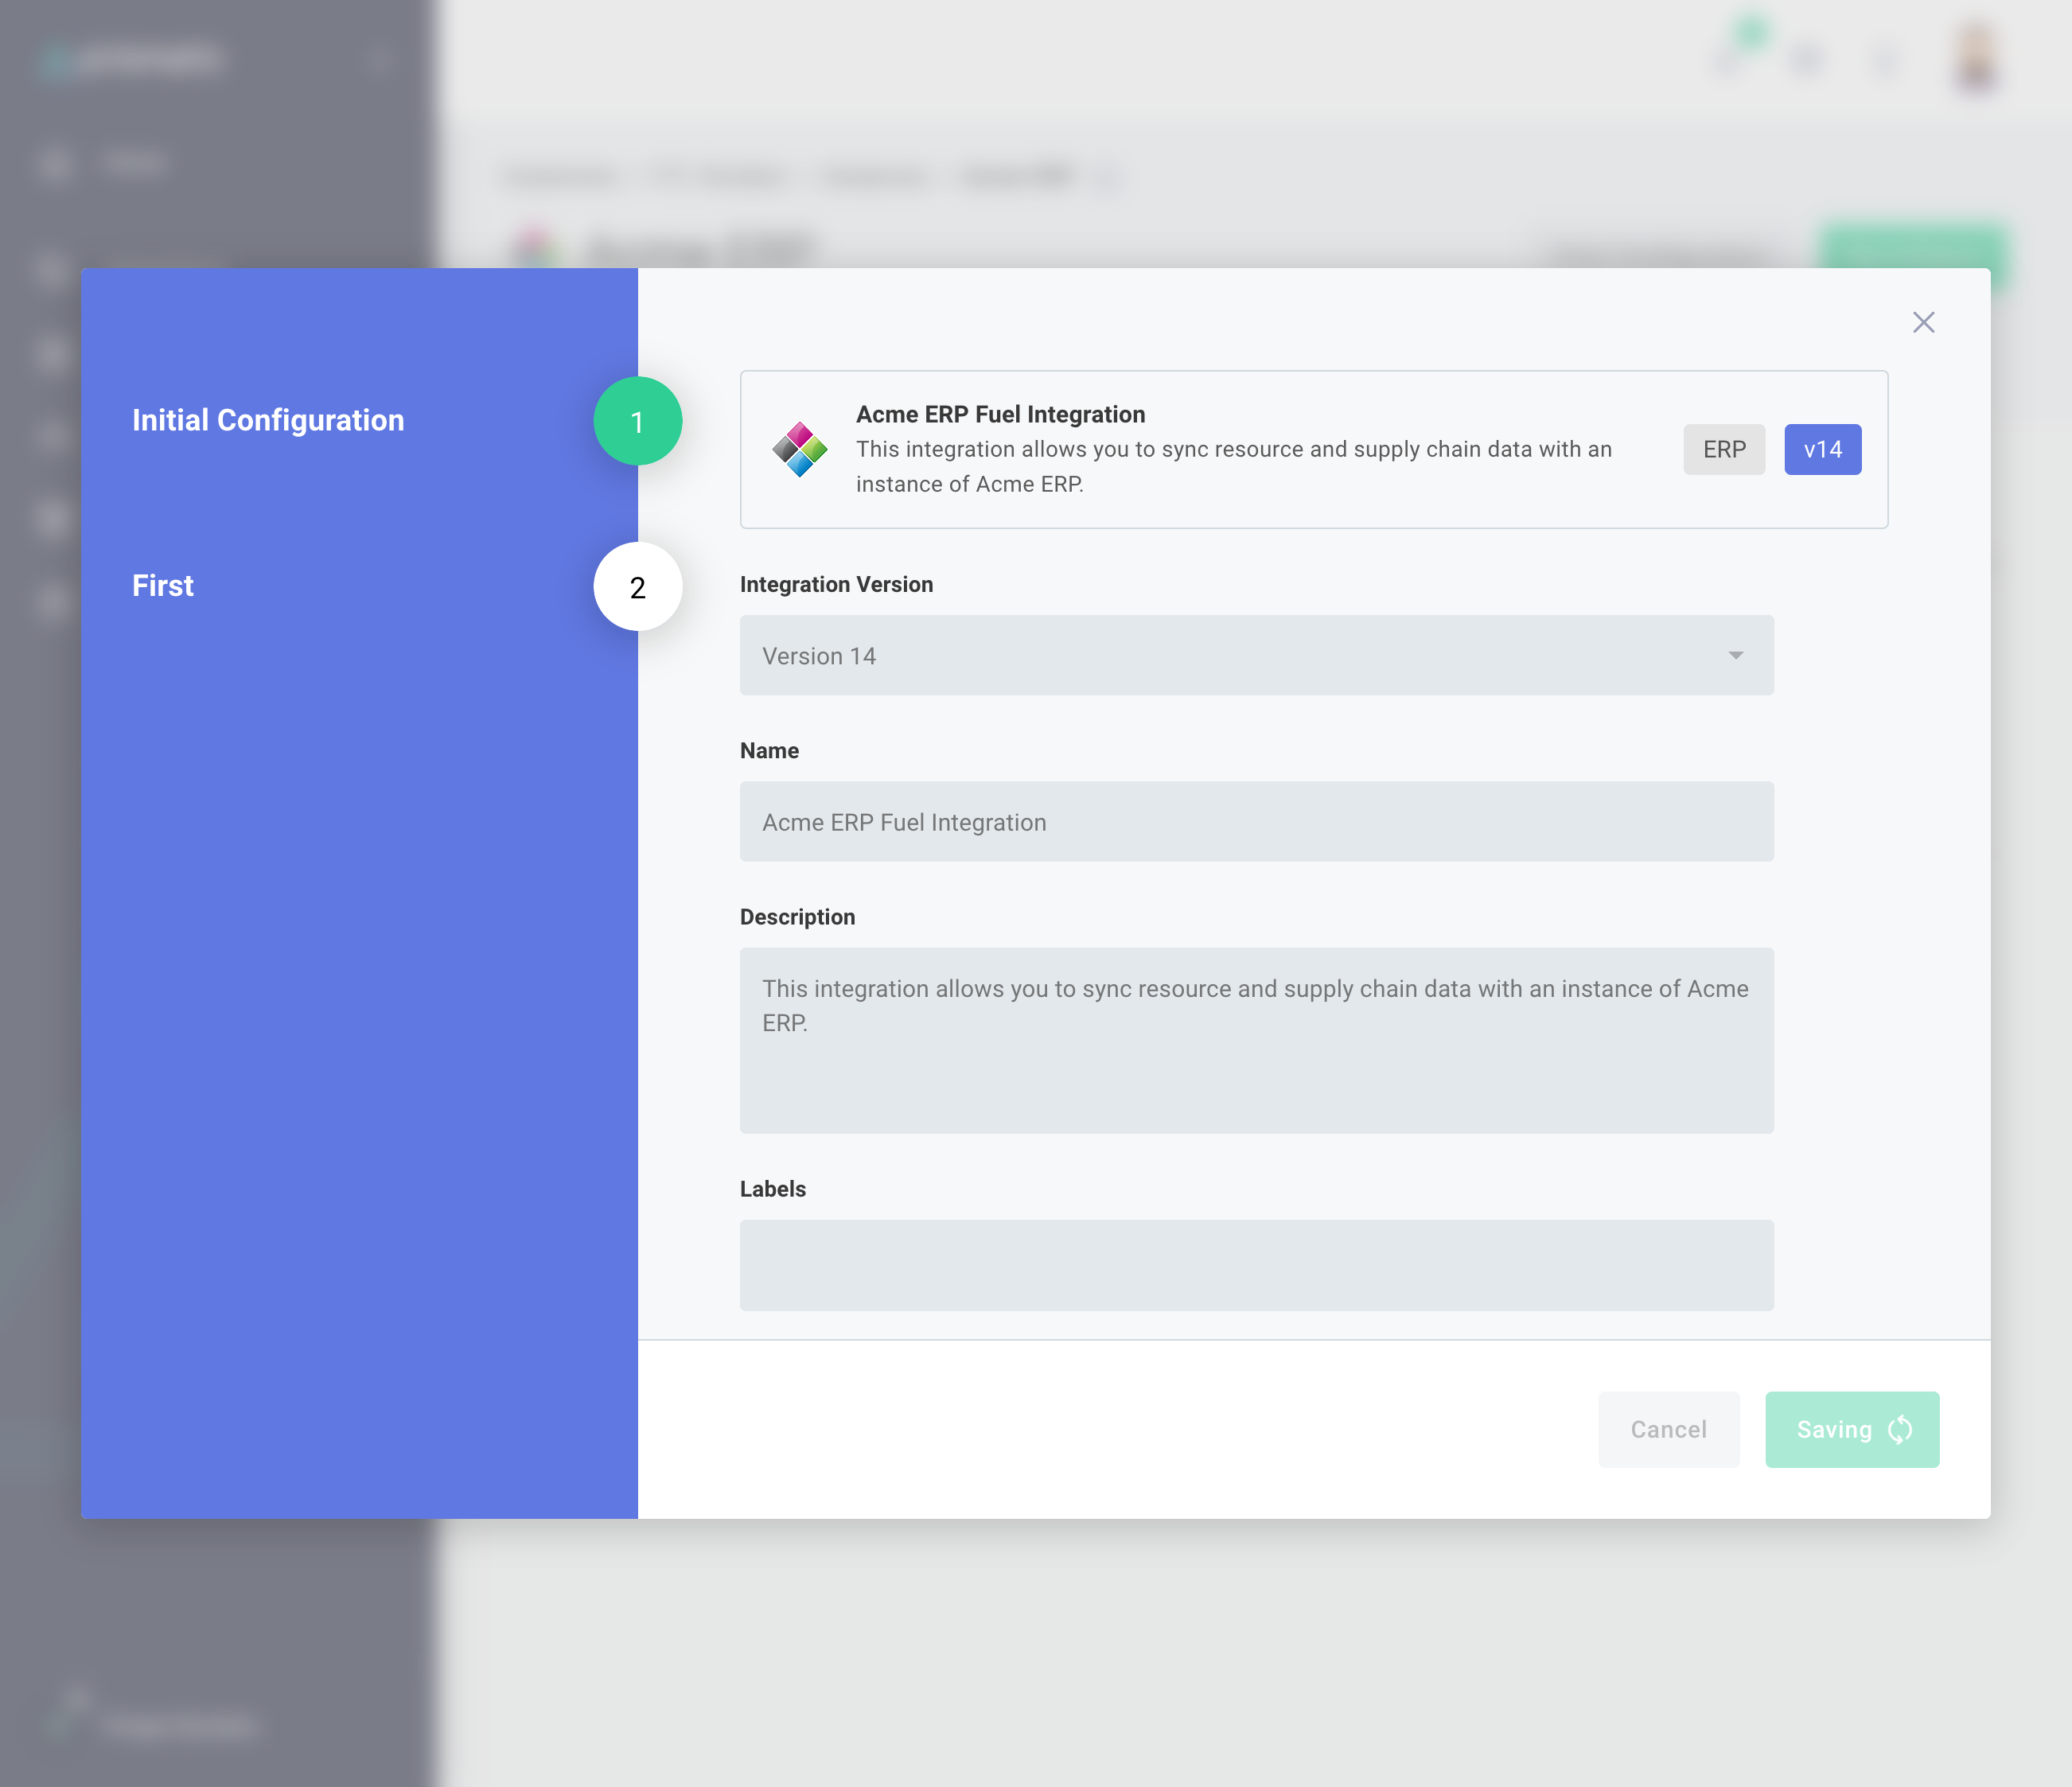 Acme ERP
Initial Configuration
1
First
2
Acme ERP Fuel Integration
This integration allows you to sync resource and supply chain data with an
instance of Acme ERP.
ERP
v14
Integration Version
Version 14
Name
Acme ERP Fuel Integration
Description
This integration allows you to sync resource and supply chain data with an instance of Acme
ERP.
Labels
Cancel
Saving